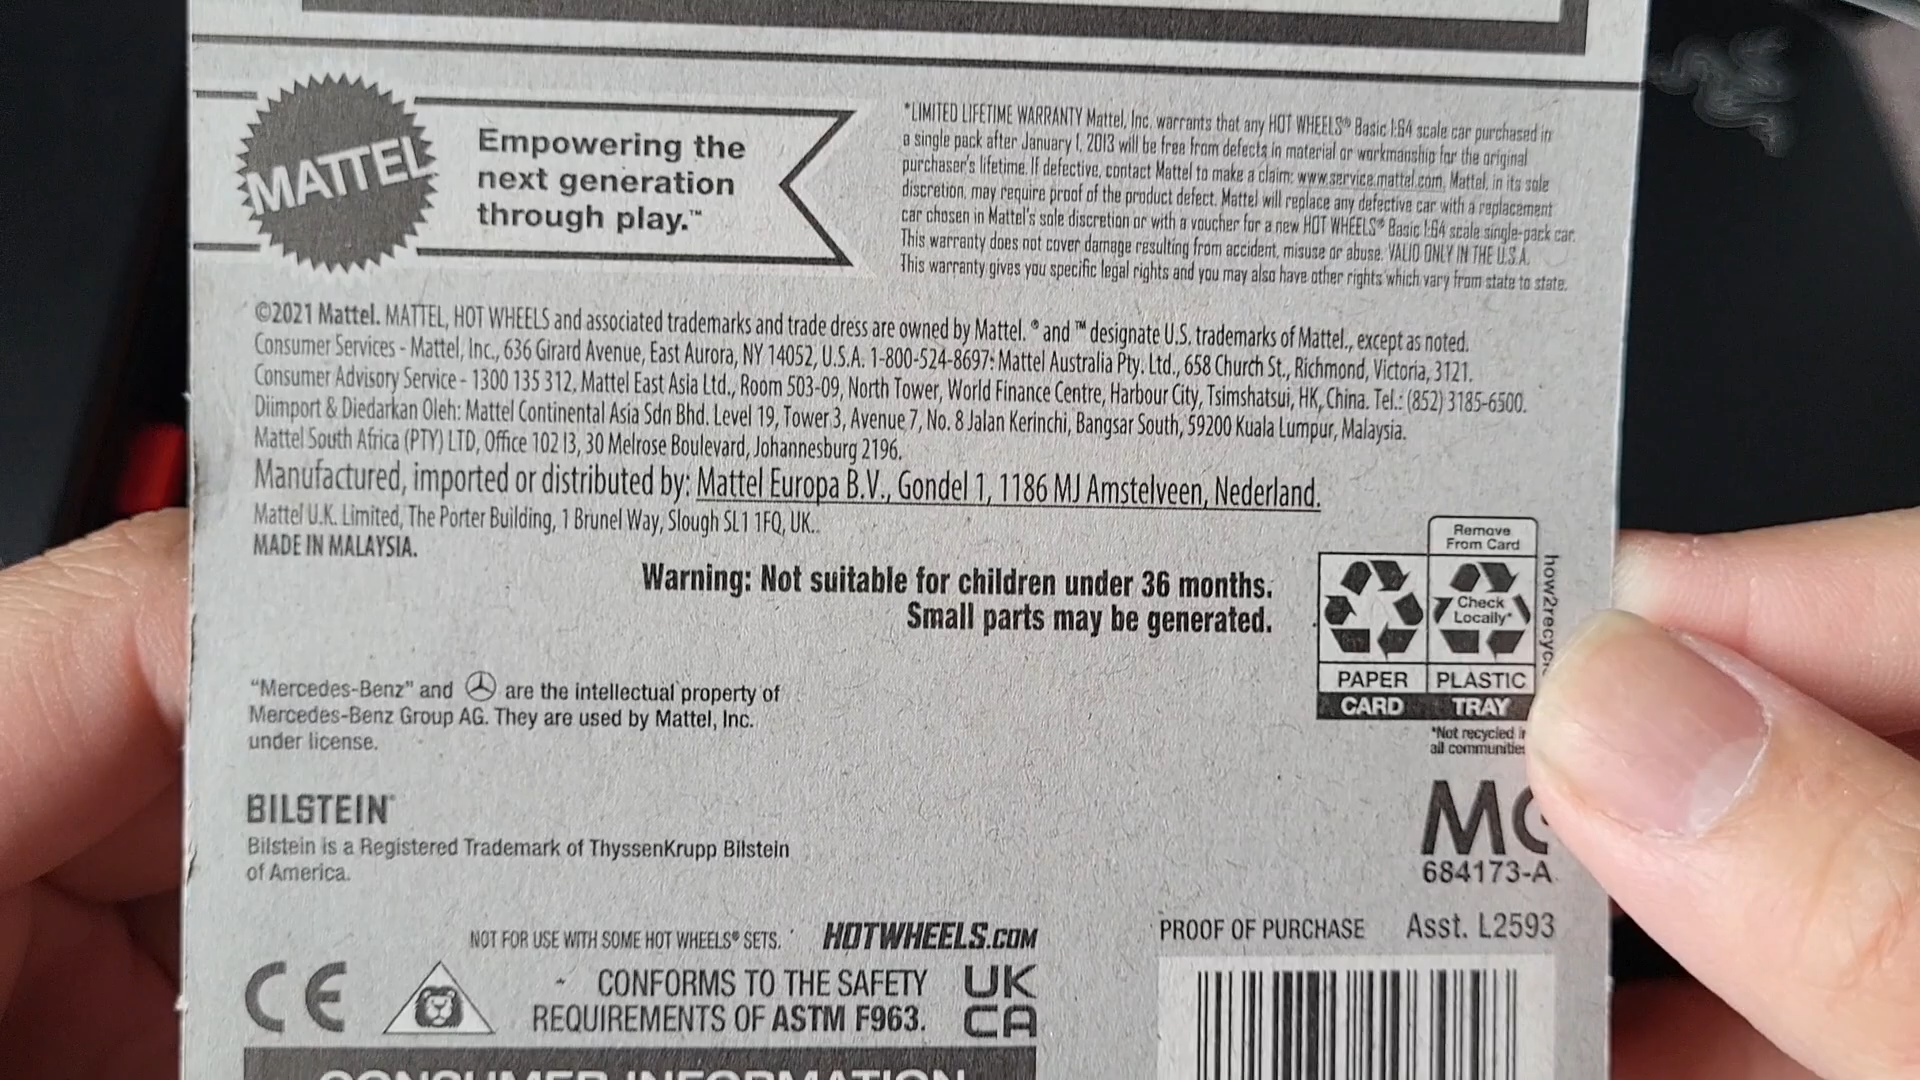 MATTEL
Empowering the
next generation
through play.™
*LIMITED LIFETIME WARRANTY Mattel, Inc. warrants that any HOT WHEELS® Basic 1:64 scale car purchased in
a single pack after January 1, 2013 will be free from defects in material or workmanship for the original
purchaser's lifetime. If defective, contact Mattel to make a claim: www.service.mattel.com. Mattel, in its sole
discretion, may require proof of the product defect. Mattel will replace any defective car with a replacement
car chosen in Mattel's sole discretion or with a voucher for a new HOT WHEELS® Basic 1:64 scale single-pack car.
This warranty does not cover damage resulting from accident, misuse or abuse. VALID ONLY IN THE U.S.A.
This warranty gives you specific legal rights and you may also have other rights which vary from state to state.
©2021 Mattel. MATTEL, HOT WHEELS and associated trademarks and trade dress are owned by Mattel. ® and ™ designate U.S. trademarks of Mattel., except as noted.
Consumer Services - Mattel, Inc., 636 Girard Avenue, East Aurora, NY 14052, U.S.A. 1-800-524-8697: Mattel Australia Pty. Ltd., 658 Church St., Richmond, Victoria, 3121.
Consumer Advisory Service - 1300 135 312. Mattel East Asia Ltd., Room 503-09, North Tower, World Finance Centre, Harbour City, Tsimshatsui, HK, China. Tel.: (852) 3185-6500.
Diimport & Diedarkan Oleh: Mattel Continental Asia Sdn Bhd. Level 19, Tower 3, Avenue 7, No. 8 Jalan Kerinchi, Bangsar South, 59200 Kuala Lumpur, Malaysia.
Mattel South Africa (PTY) LTD, Office 102 I3, 30 Melrose Boulevard, Johannesburg 2196.
Manufactured, imported or distributed by: Mattel Europa B.V., Gondel 1, 1186 MJ Amstelveen, Nederland.
Mattel U.K. Limited, The Porter Building, 1 Brunel Way, Slough SL1 1FQ, UK..
MADE IN MALAYSIA.
Warning: Not suitable for children under 36 months.
Small parts may be generated.
Remove
From Card
Check
Locally*
PAPER
CARD
PLASTIC
TRAY
*Not recycled in
all communities
"Mercedes-Benz" and are the intellectual property of
Mercedes-Benz Group AG. They are used by Mattel, Inc.
under license.
BILSTEIN®
Bilstein is a Registered Trademark of ThyssenKrupp Bilstein
of America.
684173-A
NOT FOR USE WITH SOME HOT WHEELS® SETS.
HOTWHEELS.COM
PROOF OF PURCHASE
Asst. L2593
CE
CONFORMS TO THE SAFETY
REQUIREMENTS OF ASTM F963.
UK
CA
CONSUMER INFORMATION